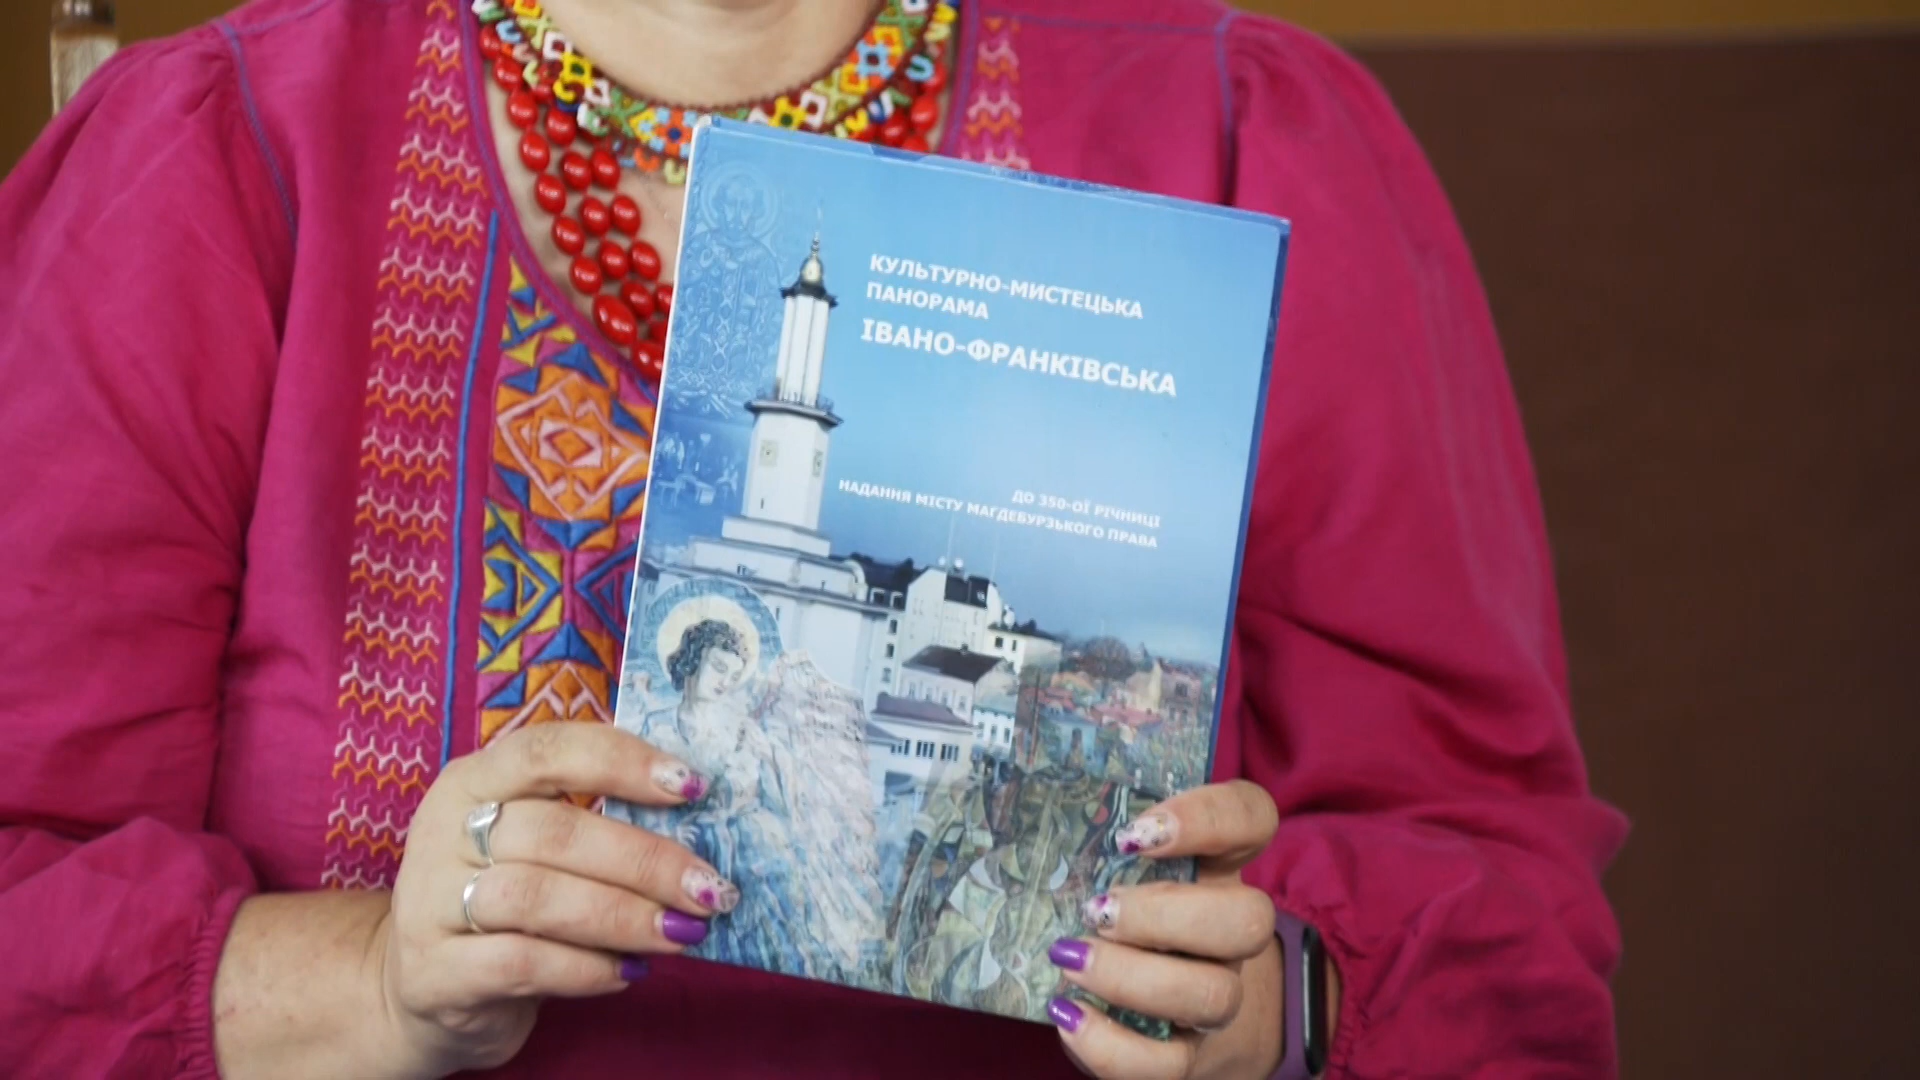 КУЛЬТУРНО-МИСТЕЦЬКА
ПАНОРАМА
ІВАНО-ФРАНКІВСЬКА
ДО 350-ОЇ РІЧНИЦІ
НАДАННЯ МІСТУ МАГДЕБУРЗЬКОГО ПРАВА